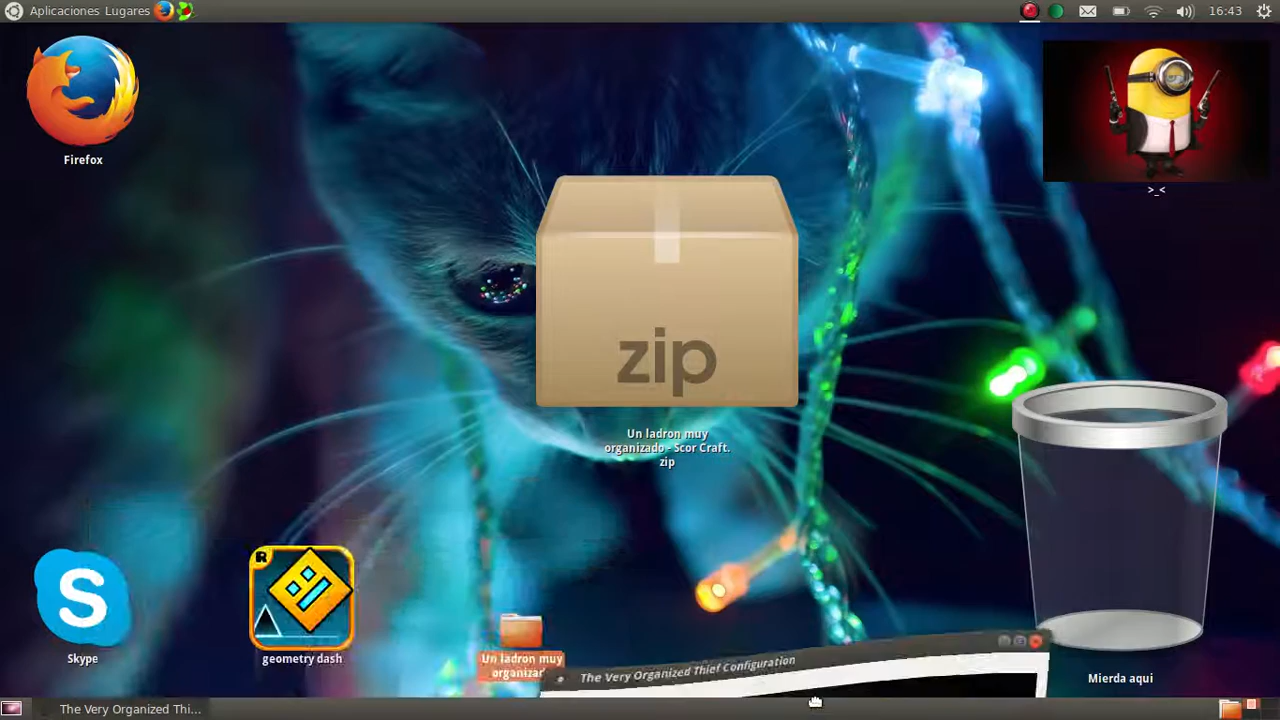 Aplicaciones Lugares
16:43
Firefox
>_<
zip
Un ladron muy
organizado - Scor Craft.
zip
S
R
Skype
geometry dash
Un ladron muy
organizad
The Very Organized Thief Configuration
Mierda aqui
The Very Organized Thi...